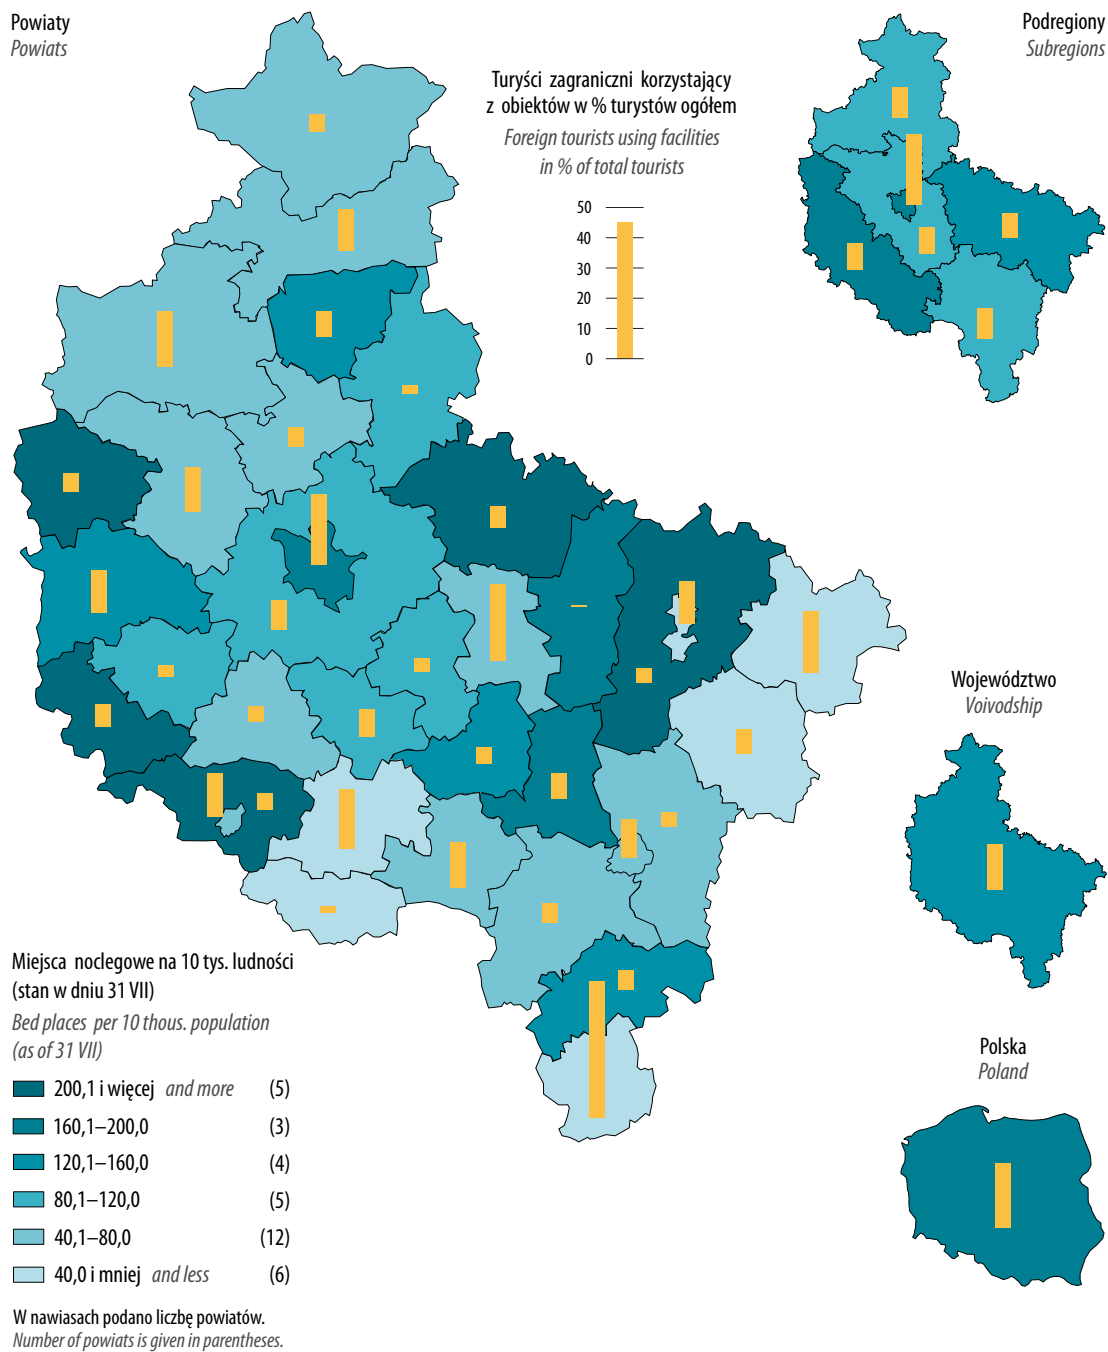 Powiaty
Powiats
Podregiony
Subregions
Turyści zagraniczni korzystający
z obiektów w % turystów ogółem
Foreign tourists using facilities
in % of total tourists
50
40
30
20
10
0
Województwo
Voivodship
Polska
Poland
Miejsca noclegowe na 10 tys. ludności
(stan w dniu 31 VII)
Bed places per 10 thous. population
(as of 31 VII)
200,1 i więcej and more (5)
160,1–200,0 (3)
120,1–160,0 (4)
80,1–120,0 (5)
40,1–80,0 (12)
40,0 i mniej and less (6)
W nawiasach podano liczbę powiatów.
Number of powiats is given in parentheses.